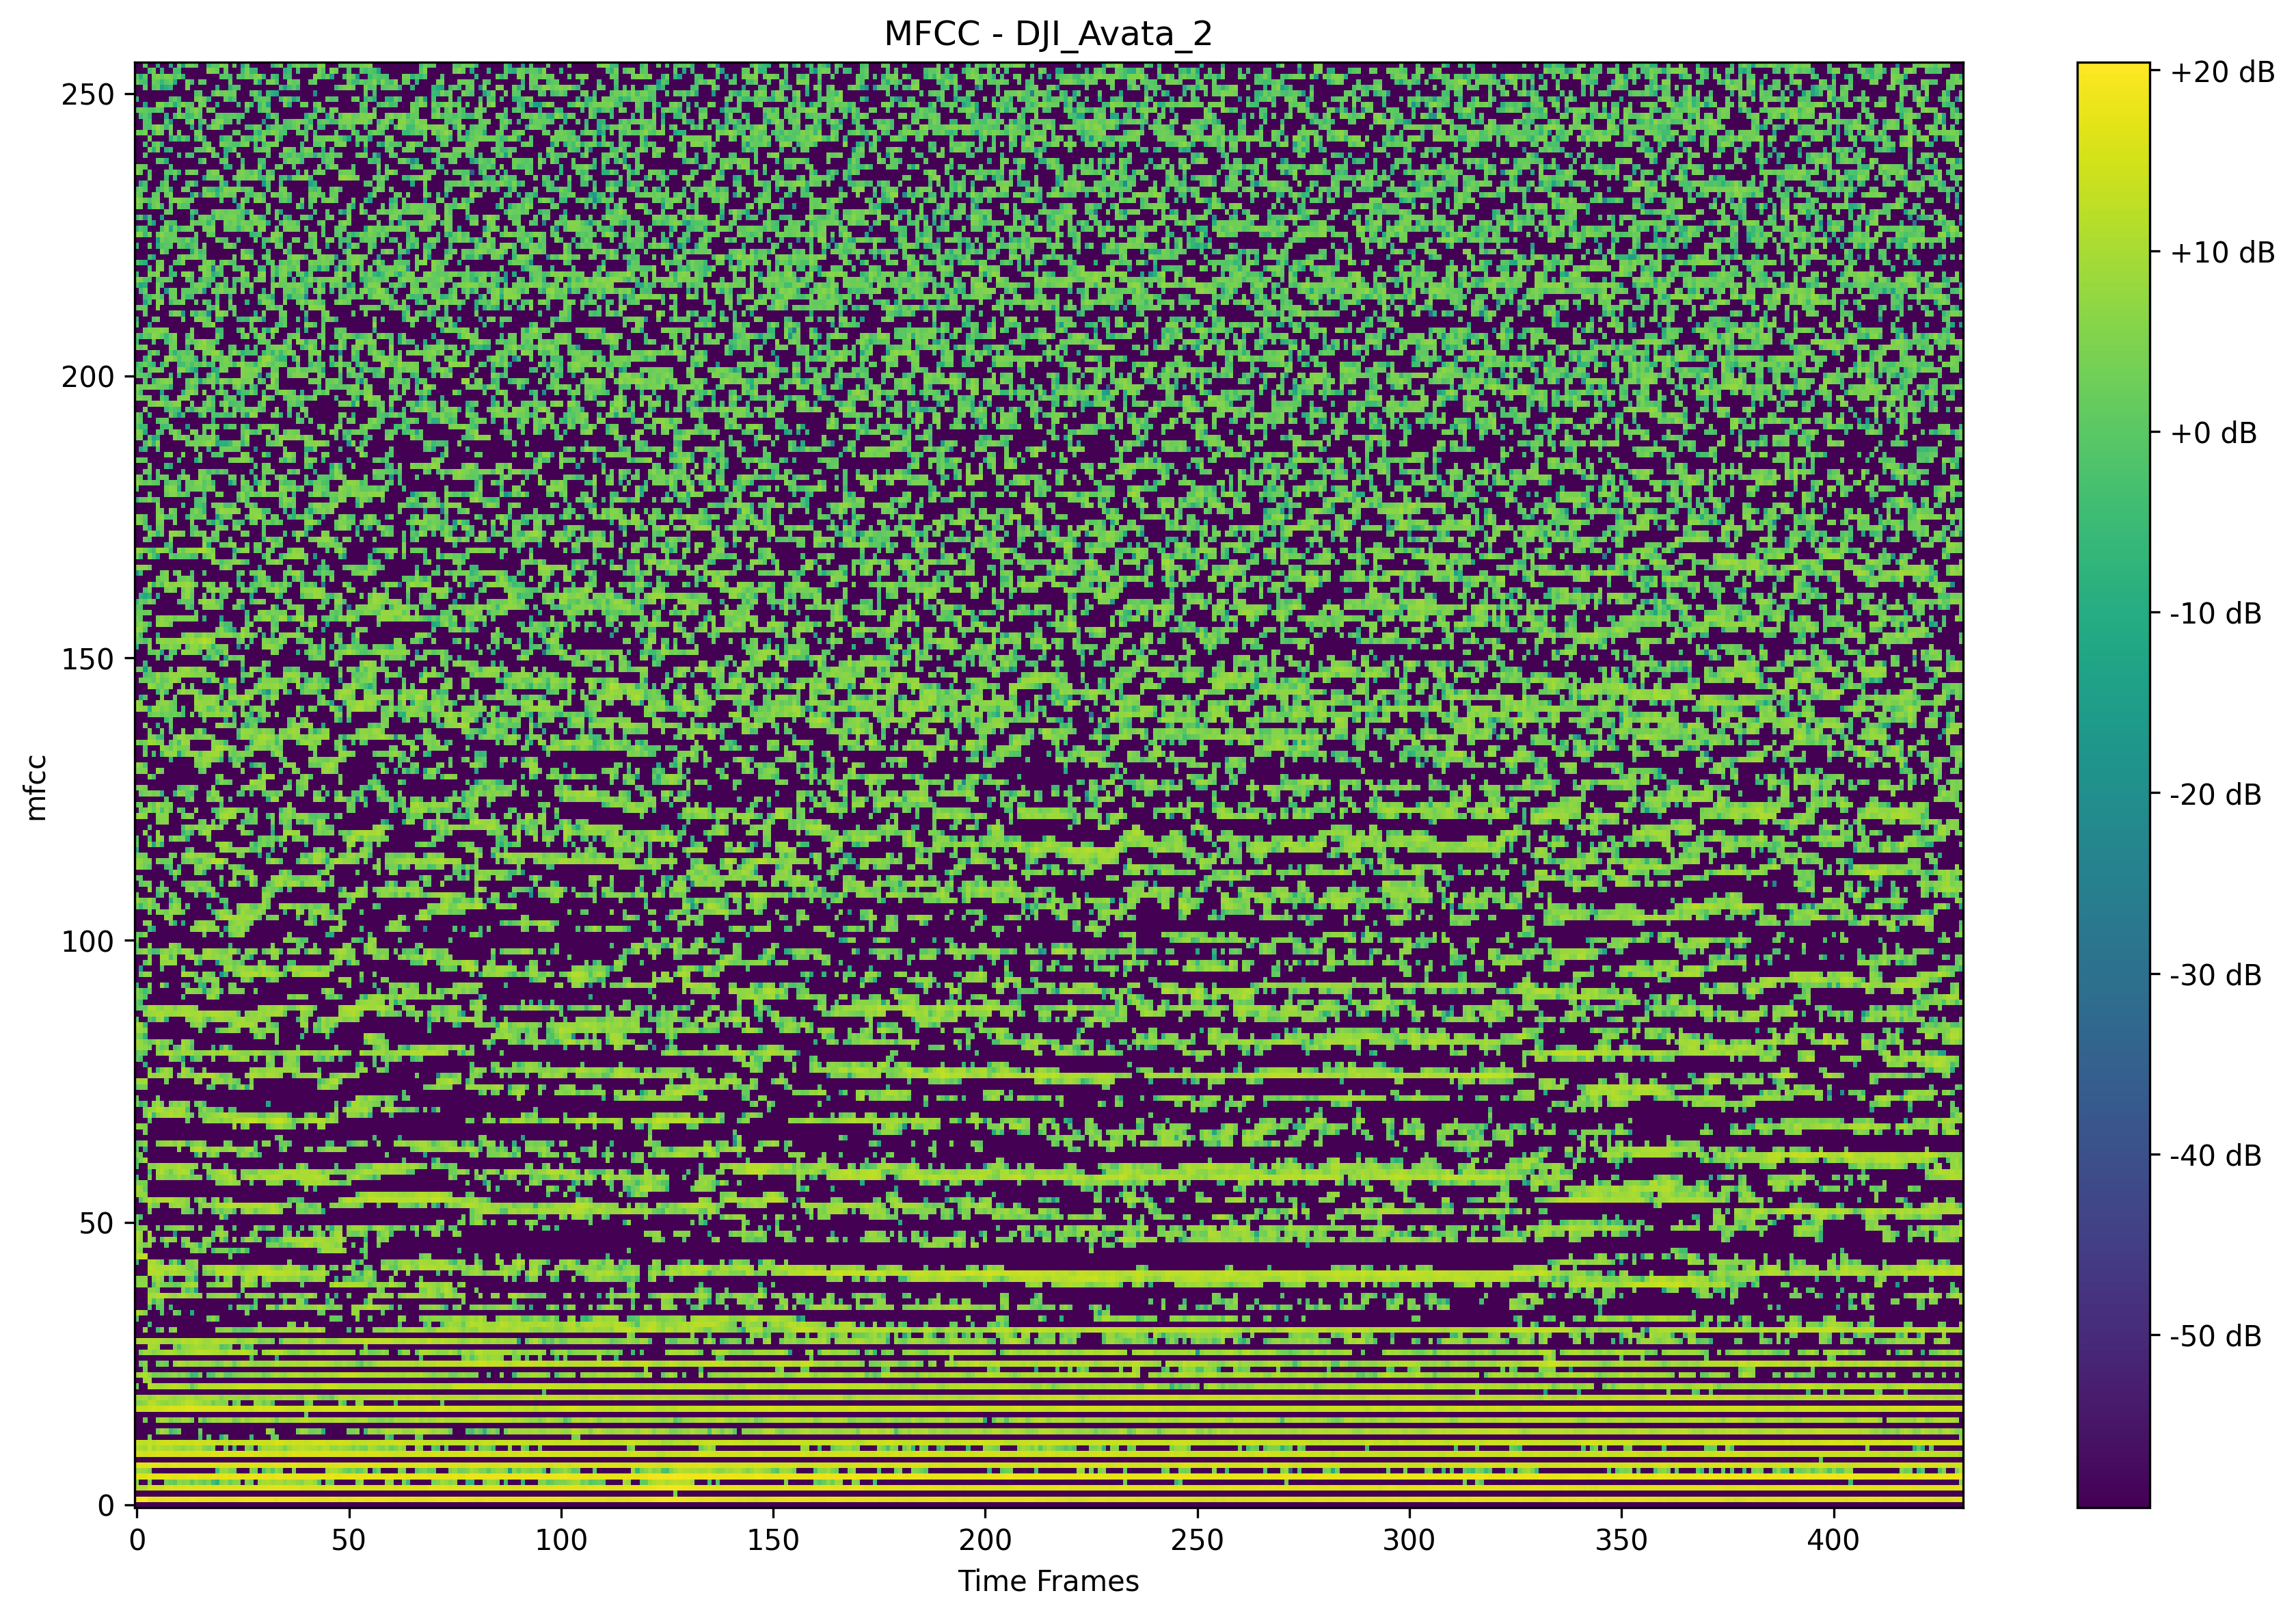 MFCC - DJI_Avata_2
250
200
150
100
50
0
mfcc
0 50 100 150 200 250 300 350 400
Time Frames
+20 dB
+10 dB
+0 dB
-10 dB
-20 dB
-30 dB
-40 dB
-50 dB